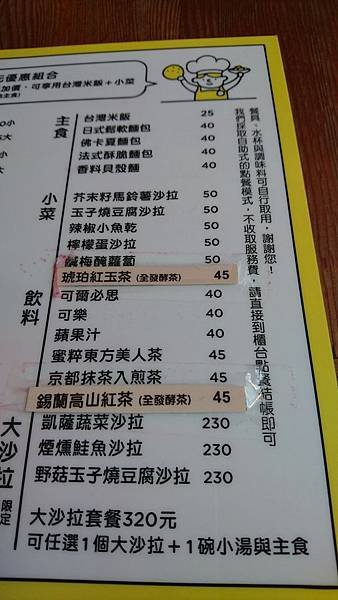 優惠組合
加價，可享用台灣米飯+小菜
主食
台灣米飯 25
日式鬆軟麵包 40
佛卡夏麵包 40
法式酥脆麵包 40
香料貝殼麵 40
小菜
芥末籽馬鈴薯沙拉 50
玉子燒豆腐沙拉 50
辣椒小魚乾 50
檸檬蛋沙拉 50
鹹梅醃蘿蔔 50
琥珀紅玉茶 (全發酵茶) 45
飲料
可爾必思 40
可樂 40
蘋果汁 40
蜜粹東方美人茶 45
京都抹茶入煎茶 45
錫蘭高山紅茶 (全發酵茶) 45
大沙拉
限定
凱薩蔬菜沙拉 230
煙燻鮭魚沙拉 230
野菇玉子燒豆腐沙拉 230
大沙拉套餐320元
可任選1個大沙拉+1碗小湯與主食
餐具、水杯與調味料可自行取用，謝謝您！
我們採取自助式的點餐模式，不收取服務費，請直接到櫃台點餐結帳即可